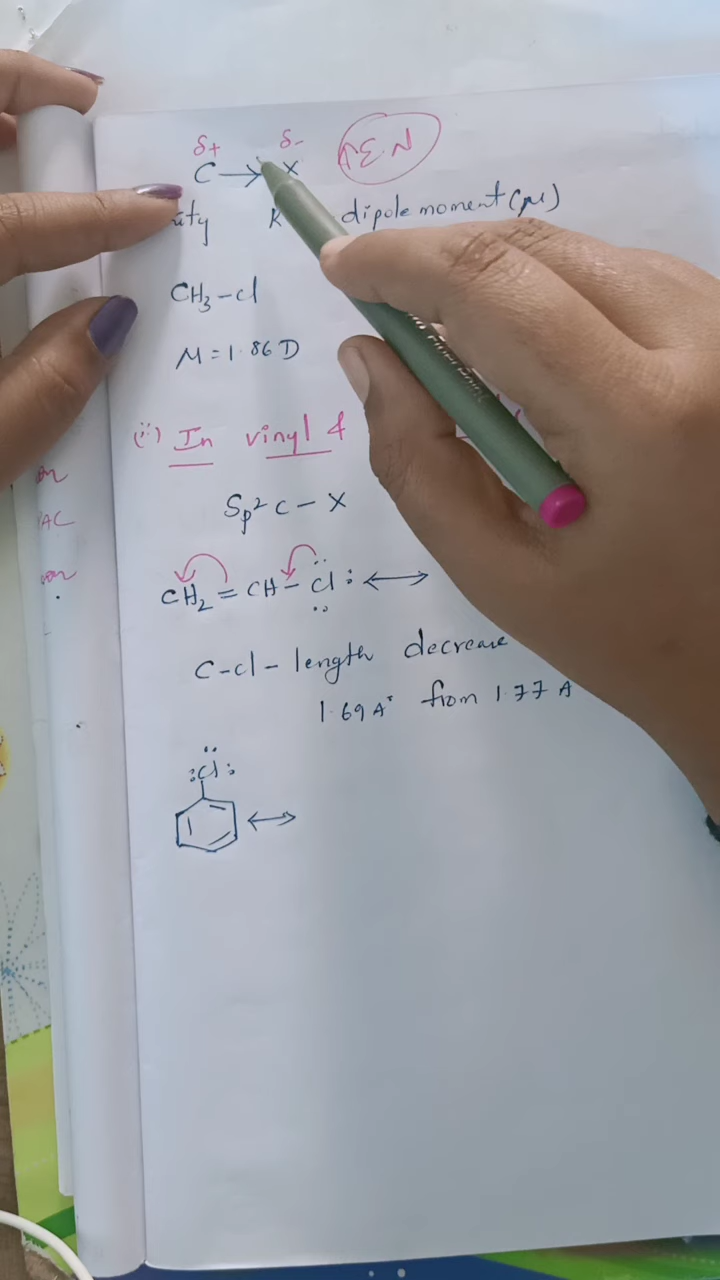 δ+ δ-
C → X ↑E.N
dipole moment (μ)
CH₃-Cl
μ = 1.86 D
(ii) In vinyl &
Sp² C - X
CH₂ = CH - Cl: ↔
C-Cl- length decrease
1.69 A° from 1.77 A
:Cl:
↔